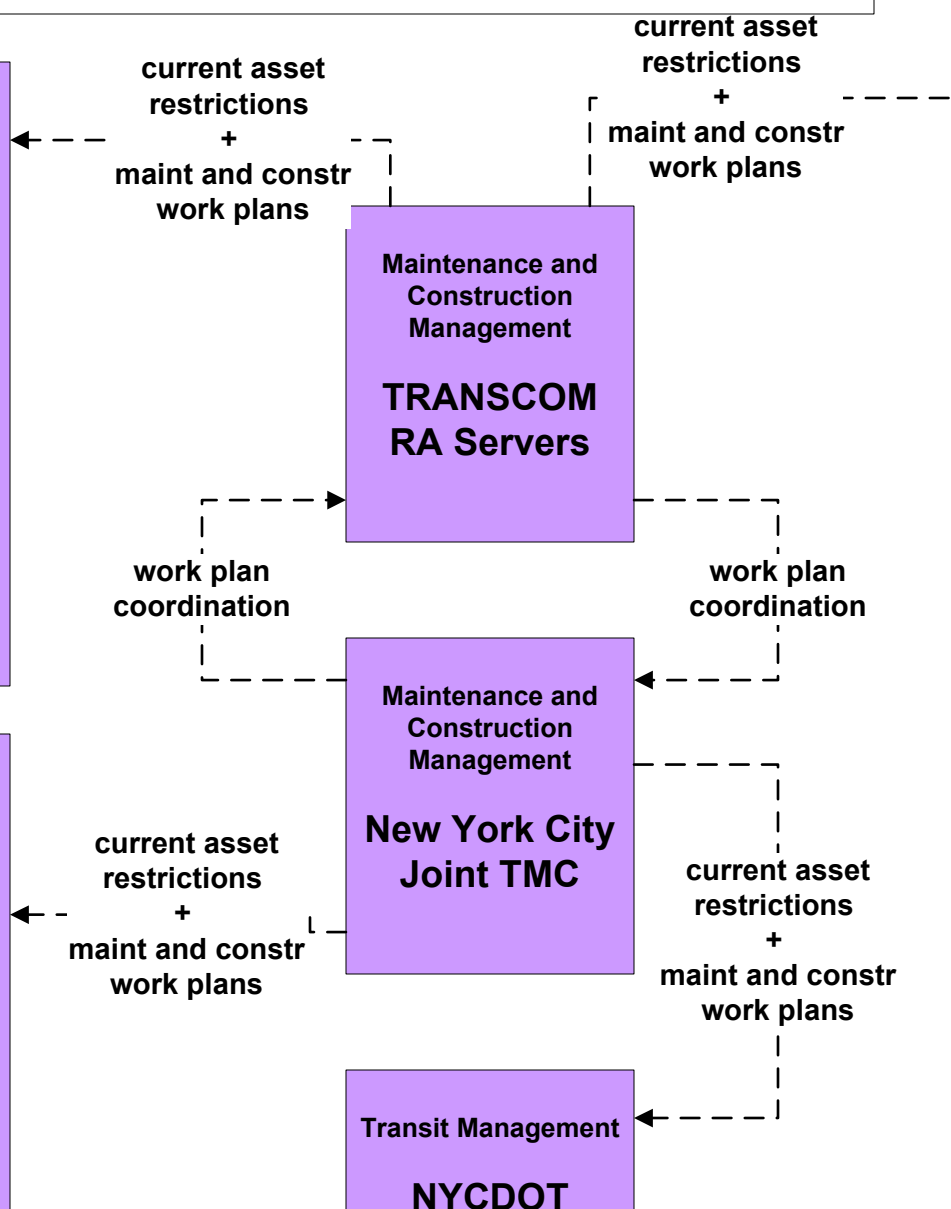 current asset
restrictions
+
maint and constr
work plans
current asset
restrictions
+
maint and constr
work plans
Maintenance and
Construction
Management
TRANSCOM
RA Servers
work plan
coordination
work plan
coordination
Maintenance and
Construction
Management
New York City
Joint TMC
current asset
restrictions
+
maint and constr
work plans
current asset
restrictions
+
maint and constr
work plans
Transit Management
NYCDOT